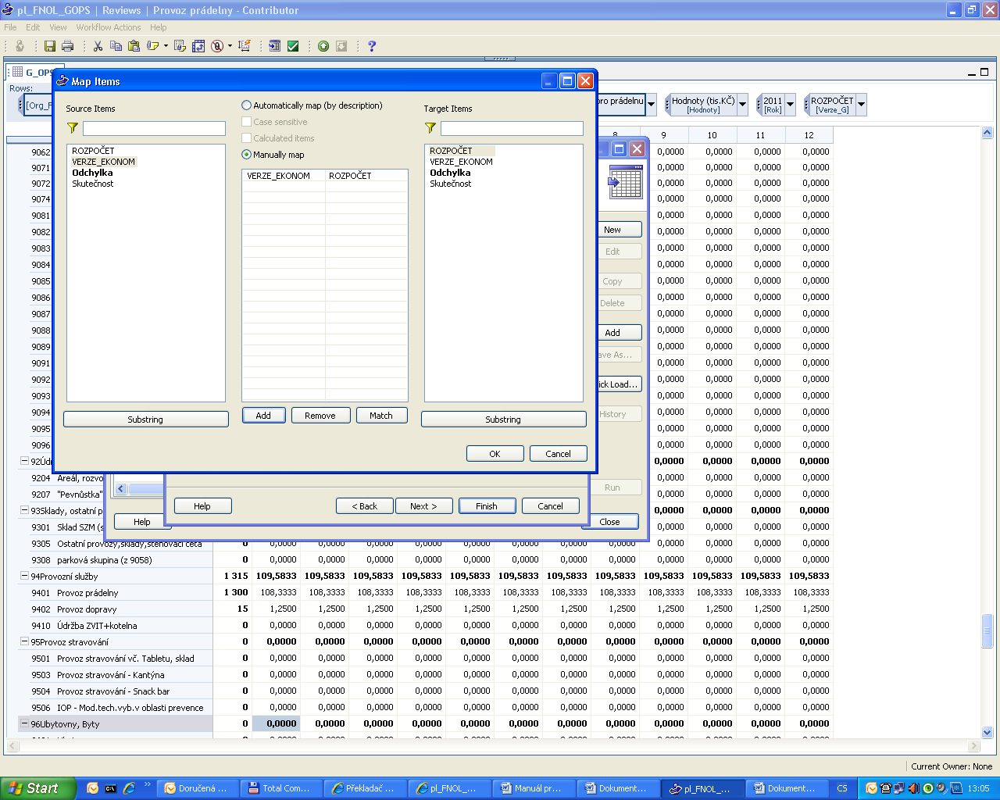 pl_FNOL_GOPS | Reviews | Provoz prádelny - Contributor
File Edit View Workflow Actions Help
G_OPS
Rows:
[Org_F
pro prádelnu
Hodnoty (tis.KČ)
[Hodnoty]
2011
[Rok]
ROZPOČET
[Verze_G]
Map Items
Source Items
Automatically map (by description)
Target Items
Case sensitive
Calculated items
Manually map
ROZPOČET
VERZE_EKONOM
Odchylka
Skutečnost
VERZE_EKONOM ROZPOČET
ROZPOČET
VERZE_EKONOM
Odchylka
Skutečnost
Substring
Add
Remove
Match
Substring
OK
Cancel
New
Edit
Copy
Delete
Add
ave As...
ick Load...
History
Run
Close
Help
Help
< Back
Next >
Finish
Cancel
8 9 10 11 12
9062 0,0000 0,0000 0,0000 0,0000
9071 0,0000 0,0000 0,0000 0,0000
9072 0,0000 0,0000 0,0000 0,0000
9074 0,0000 0,0000 0,0000 0,0000
9081 0,0000 0,0000 0,0000 0,0000
9082 0,0000 0,0000 0,0000 0,0000
9083 0,0000 0,0000 0,0000 0,0000
9084 0,0000 0,0000 0,0000 0,0000
9085 0,0000 0,0000 0,0000 0,0000
9086 0,0000 0,0000 0,0000 0,0000
9087 0,0000 0,0000 0,0000 0,0000
9088 0,0000 0,0000 0,0000 0,0000
9089 0,0000 0,0000 0,0000 0,0000
9091 0,0000 0,0000 0,0000 0,0000
9092 0,0000 0,0000 0,0000 0,0000
9093 0,0000 0,0000 0,0000 0,0000
9094 0,0000 0,0000 0,0000 0,0000
9095 0,0000 0,0000 0,0000 0,0000
9096 0,0000 0,0000 0,0000 0,0000
92Údr 0,0000 0,0000 0,0000 0,0000
9204 Areál, rozvo 0,0000 0,0000 0,0000 0,0000
9207 "Pevnůstka" 0,0000 0,0000 0,0000 0,0000
93Sklady, ostatní p 0,0000 0,0000 0,0000 0,0000
9301 Sklad SZM (s 0,0000 0,0000 0,0000 0,0000
9305 Ostatní provozy,sklady,stěhovací četa 0 0,0000 0,0000 0,0000 0,0000 0,0000 0,0000 0,0000 0,0000 0,0000 0,0000 0,0000 0,0000
9308 parková skupina (z 9058) 0 0,0000 0,0000 0,0000 0,0000 0,0000 0,0000 0,0000 0,0000 0,0000 0,0000 0,0000 0,0000
94Provozní služby 1 315 109,5833 109,5833 109,5833 109,5833 109,5833 109,5833 109,5833 109,5833 109,5833 109,5833 109,5833 109,5833
9401 Provoz prádelny 1 300 108,3333 108,3333 108,3333 108,3333 108,3333 108,3333 108,3333 108,3333 108,3333 108,3333 108,3333 108,3333
9402 Provoz dopravy 15 1,2500 1,2500 1,2500 1,2500 1,2500 1,2500 1,2500 1,2500 1,2500 1,2500 1,2500 1,2500
9410 Údržba ZVIT+kotelna 0 0,0000 0,0000 0,0000 0,0000 0,0000 0,0000 0,0000 0,0000 0,0000 0,0000 0,0000 0,0000
95Provoz stravování 0 0,0000 0,0000 0,0000 0,0000 0,0000 0,0000 0,0000 0,0000 0,0000 0,0000 0,0000 0,0000
9501 Provoz stravování vč. Tabletu, sklad 0 0,0000 0,0000 0,0000 0,0000 0,0000 0,0000 0,0000 0,0000 0,0000 0,0000 0,0000 0,0000
9503 Provoz stravování - Kantýna 0 0,0000 0,0000 0,0000 0,0000 0,0000 0,0000 0,0000 0,0000 0,0000 0,0000 0,0000 0,0000
9504 Provoz stravování - Snack bar 0 0,0000 0,0000 0,0000 0,0000 0,0000 0,0000 0,0000 0,0000 0,0000 0,0000 0,0000 0,0000
9506 IOP - Mod.tech.vyb.v oblasti prevence 0 0,0000 0,0000 0,0000 0,0000 0,0000 0,0000 0,0000 0,0000 0,0000 0,0000 0,0000 0,0000
96Ubytovny, Byty 0 0,0000 0,0000 0,0000 0,0000 0,0000 0,0000 0,0000 0,0000 0,0000 0,0000 0,0000 0,0000
Current Owner: None
Start
Doručená ...
Total Com...
Překladač ...
pl_FNOL_...
Manuál pr...
Dokument...
pl_FNOL_...
Dokument...
CS
13:05